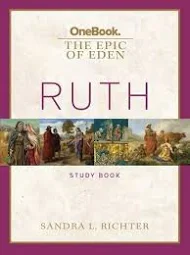 OneBook.
THE EPIC
OF EDEN
RUTH
STUDY BOOK
SANDRA L. RICHTER